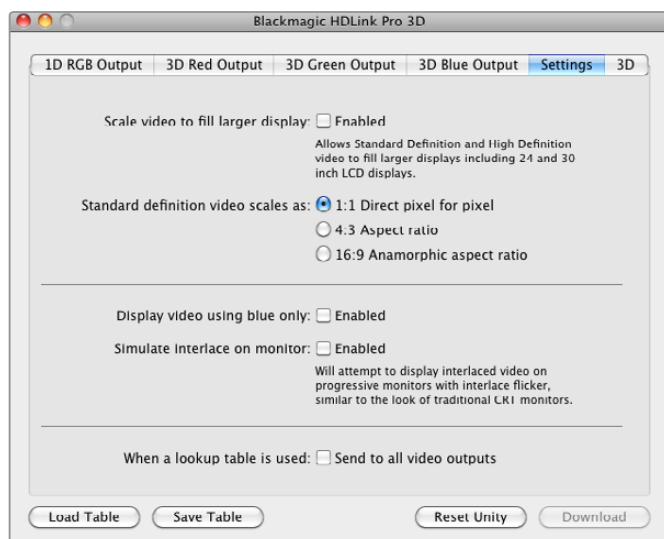 Blackmagic HDLink Pro 3D
1D RGB Output 3D Red Output 3D Green Output 3D Blue Output Settings 3D
Scale video to fill larger display: Enabled
Allows Standard Definition and High Definition
video to fill larger displays including 24 and 30
inch LCD displays.
Standard definition video scales as: 1:1 Direct pixel for pixel
4:3 Aspect ratio
16:9 Anamorphic aspect ratio
Display video using blue only: Enabled
Simulate interlace on monitor: Enabled
Will attempt to display interlaced video on
progressive monitors with interlace flicker,
similar to the look of traditional CRT monitors.
When a lookup table is used: Send to all video outputs
Load Table Save Table Reset Unity Download